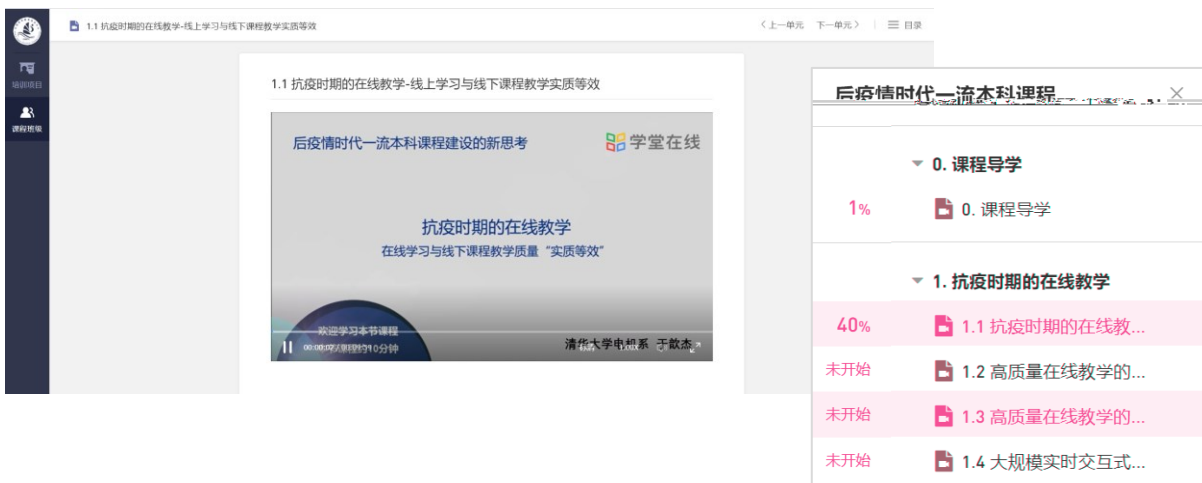 1.1 抗疫时期的在线教学-线上学习与线下课程教学实质等效
上一单元 下一单元 目录
培训项目
课程班级
1.1 抗疫时期的在线教学-线上学习与线下课程教学实质等效
后疫情时代一流本科课程建设的新思考
学堂在线
抗疫时期的在线教学
在线学习与线下课程教学质量“实质等效”
欢迎学习本节课程
清华大学电机系 于歆杰
后疫情时代一流本科课程
0. 课程导学
1% 0. 课程导学
1. 抗疫时期的在线教学
40% 1.1 抗疫时期的在线教...
未开始 1.2 高质量在线教学的...
未开始 1.3 高质量在线教学的...
未开始 1.4 大规模实时交互式...